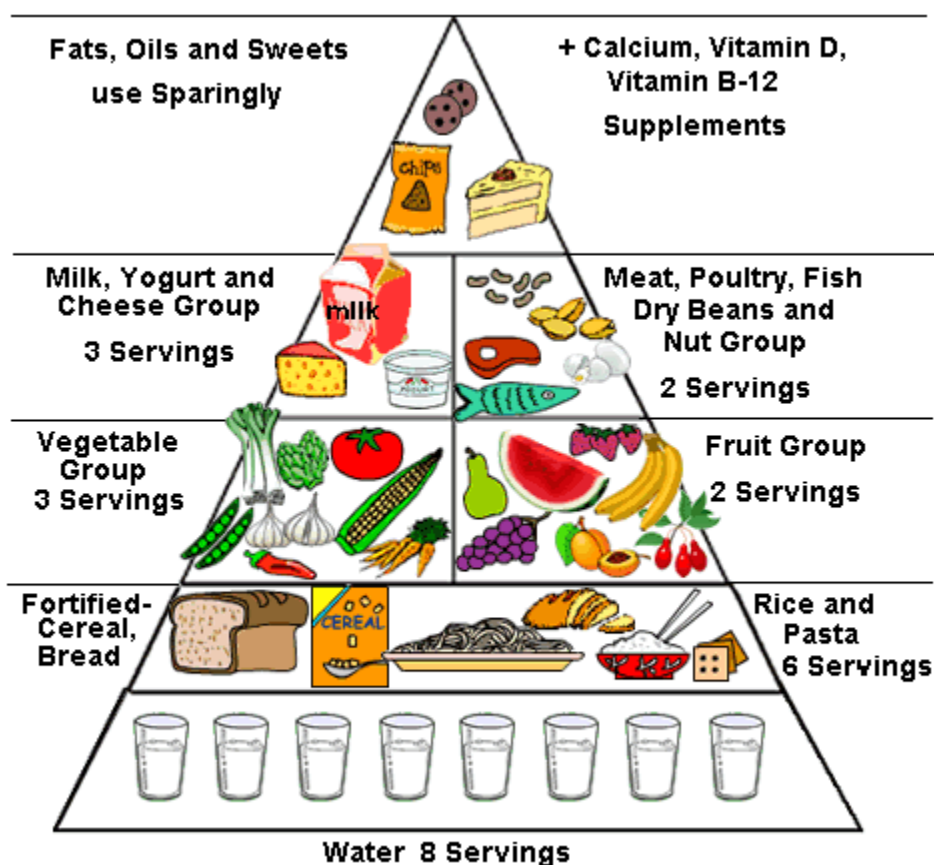 Fats, Oils and Sweets
use Sparingly
+ Calcium, Vitamin D,
Vitamin B-12
Supplements
chips
Milk, Yogurt and
Cheese Group
3 Servings
milk
YOGURT
Meat, Poultry, Fish
Dry Beans and
Nut Group
2 Servings
Vegetable
Group
3 Servings
Fruit Group
2 Servings
Fortified-
Cereal,
Bread
CEREAL
Rice and
Pasta
6 Servings
Water 8 Servings